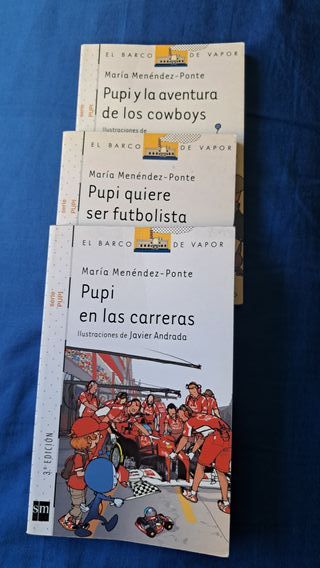 EL BARCO DE VAPOR
María Menéndez-Ponte
Pupi y la aventura
de los cowboys
Ilustraciones de
serie PUPI
EL BARCO DE VAPOR
María Menéndez-Ponte
Pupi quiere
ser futbolista
serie PUPI
EL BARCO DE VAPOR
María Menéndez-Ponte
Pupi
en las carreras
Ilustraciones de Javier Andrada
serie PUPI
3.ª EDICIÓN
sm